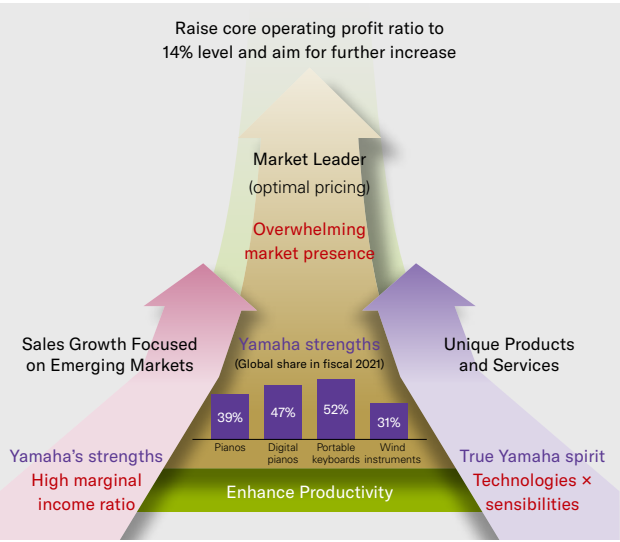 Raise core operating profit ratio to
14% level and aim for further increase
Market Leader
(optimal pricing)
Overwhelming
market presence
Sales Growth Focused
on Emerging Markets
Yamaha's strengths
High marginal
income ratio
Yamaha strengths
(Global share in fiscal 2021)
39%
47%
52%
31%
Pianos
Digital
pianos
Portable
keyboards
Wind
instruments
Enhance Productivity
Unique Products
and Services
True Yamaha spirit
Technologies ×
sensibilities